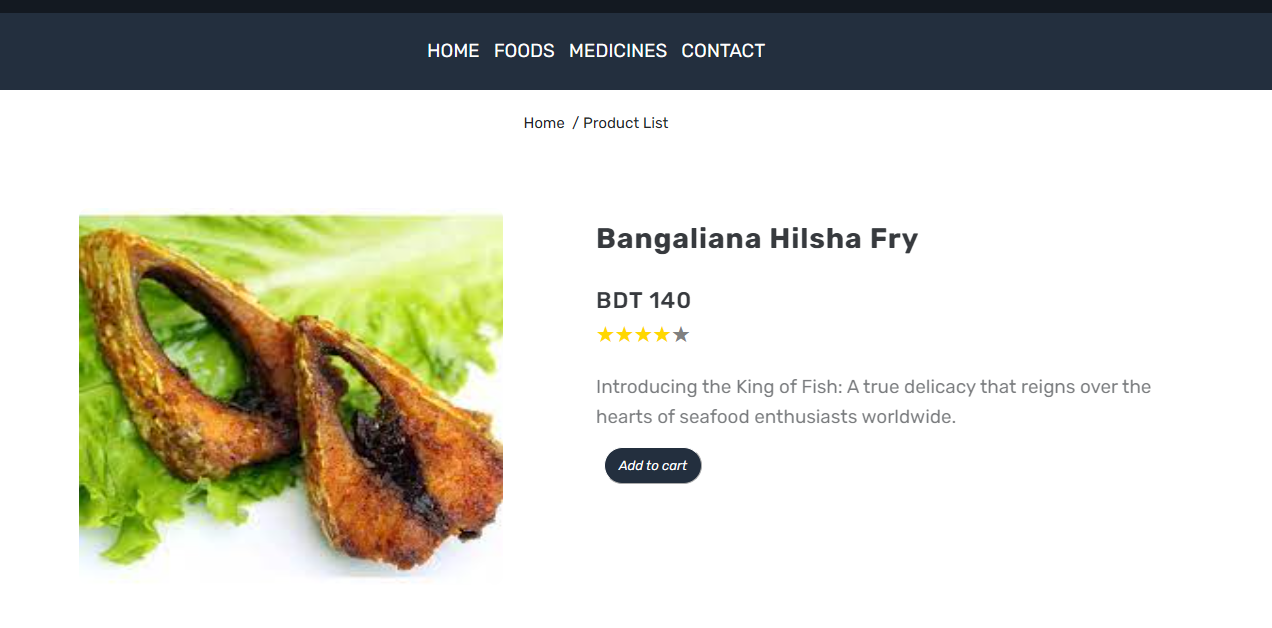 HOME FOODS MEDICINES CONTACT
Home / Product List
Bangaliana Hilsha Fry
BDT 140
Introducing the King of Fish: A true delicacy that reigns over the
hearts of seafood enthusiasts worldwide.
Add to cart